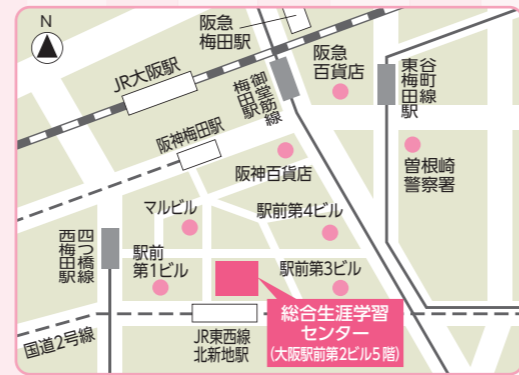 N
阪急
梅田駅
JR大阪駅
御堂筋線
梅田駅
阪急
百貨店
谷町線
東梅田駅
阪神梅田駅
阪神百貨店
曽根崎
警察署
マルビル
駅前第4ビル
四つ橋線
西梅田駅
駅前
第1ビル
駅前第3ビル
国道2号線
JR東西線
北新地駅
総合生涯学習
センター
(大阪駅前第2ビル5階)